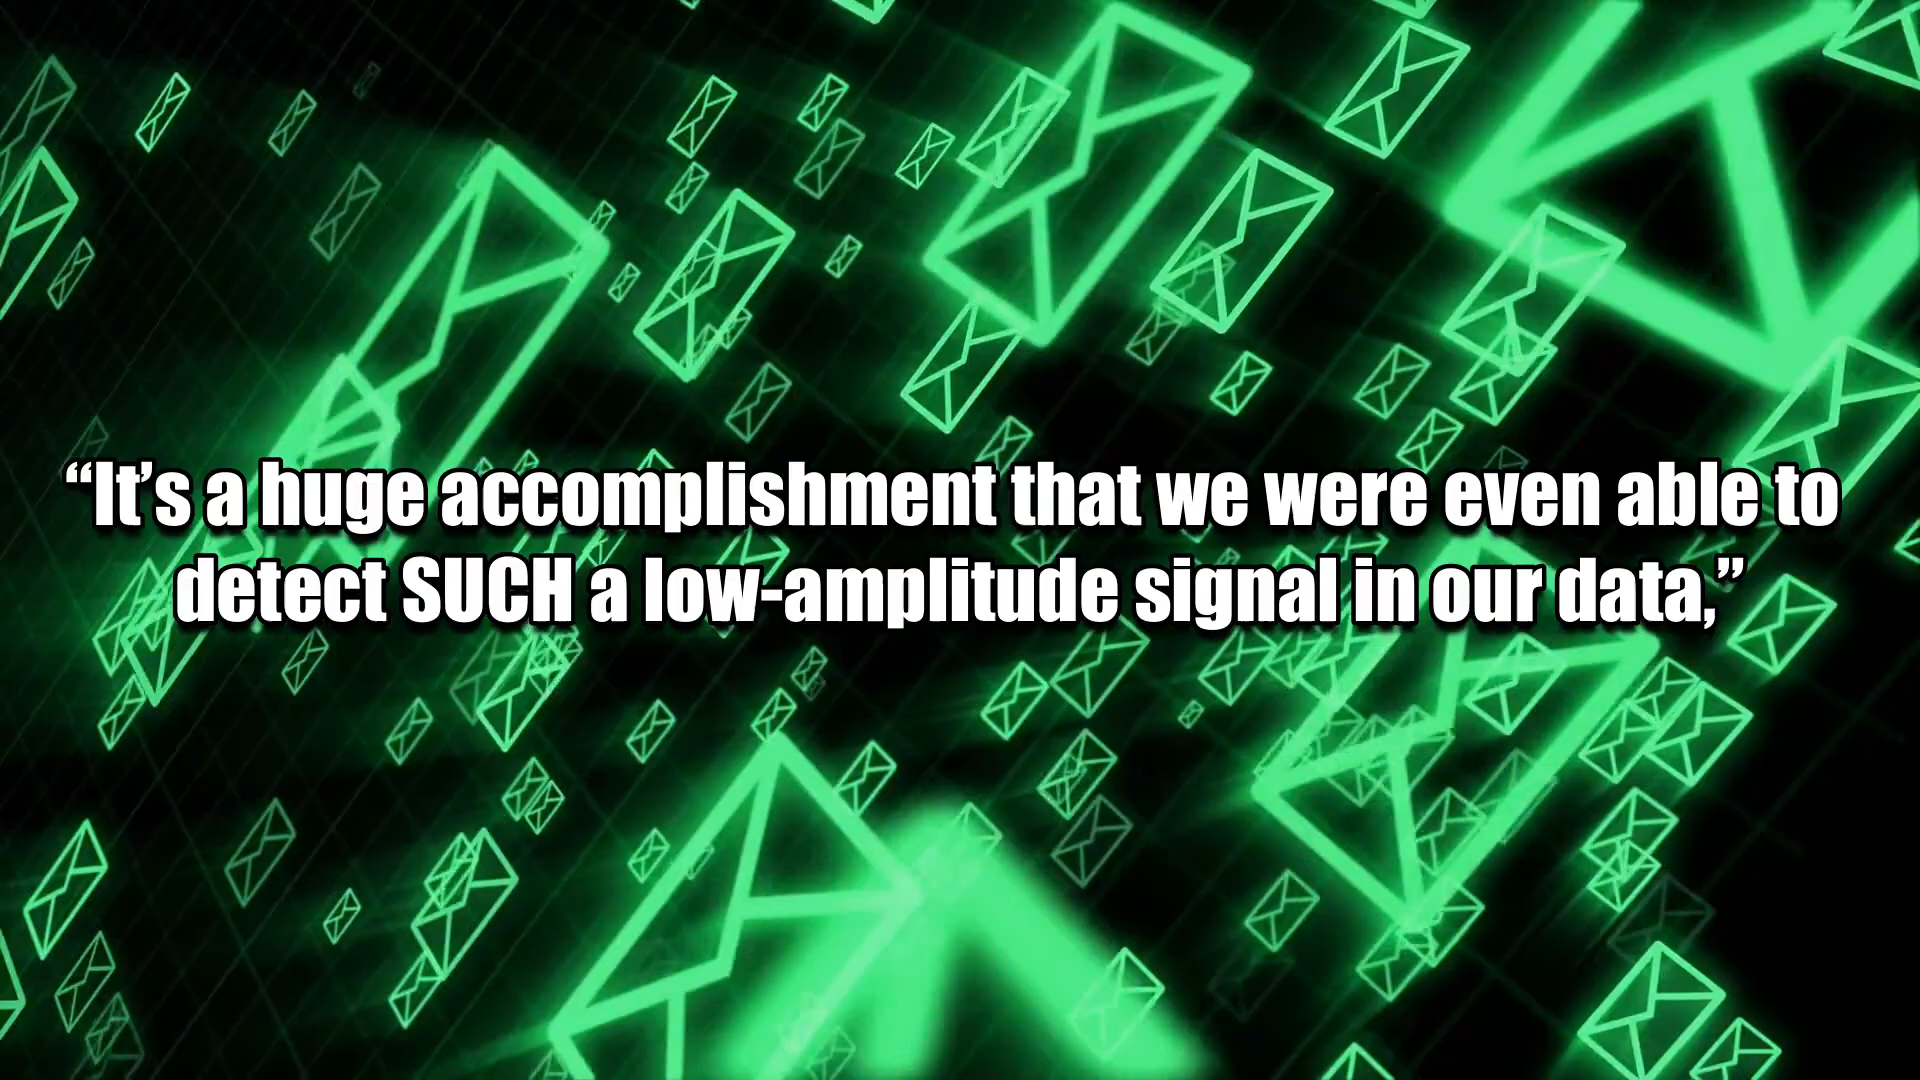 “It’s a huge accomplishment that we were even able to
detect SUCH a low-amplitude signal in our data,”